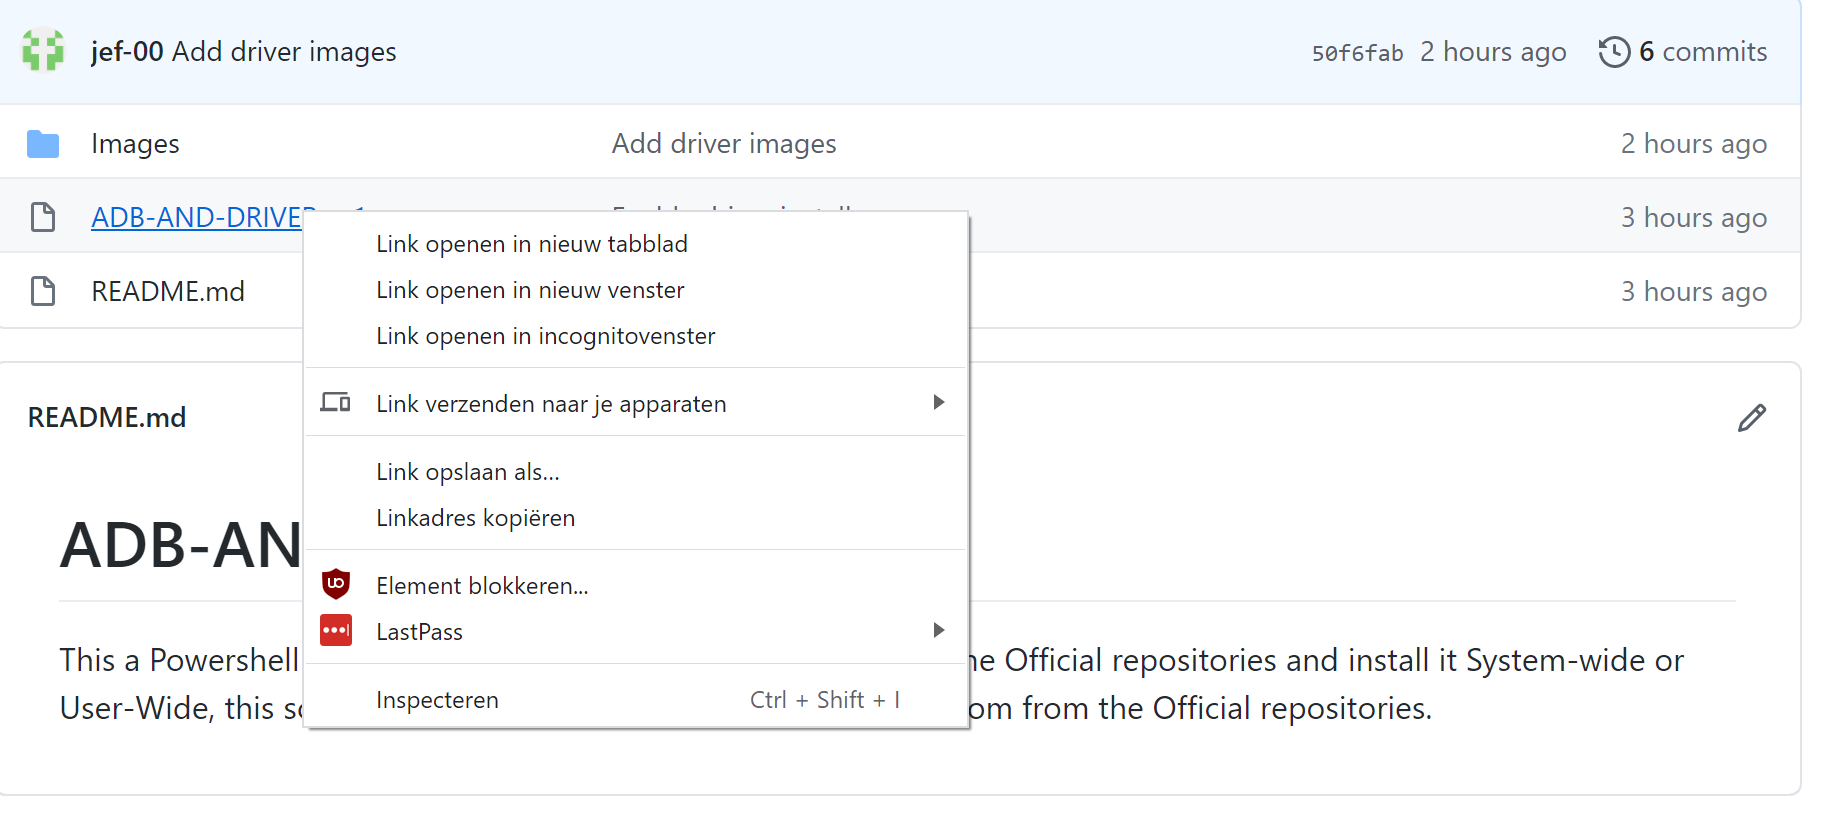 jef-00 Add driver images 50f6fab 2 hours ago 6 commits
Images Add driver images 2 hours ago
ADB-AND-DRIVER 3 hours ago
README.md 3 hours ago
Link openen in nieuw tabblad
Link openen in nieuw venster
Link openen in incognitovenster
Link verzenden naar je apparaten
Link opslaan als...
Linkadres kopiëren
Element blokkeren...
LastPass
Inspecteren Ctrl + Shift + I
README.md
ADB-AN
This a Powershell he Official repositories and install it System-wide or
User-Wide, this sc om from the Official repositories.